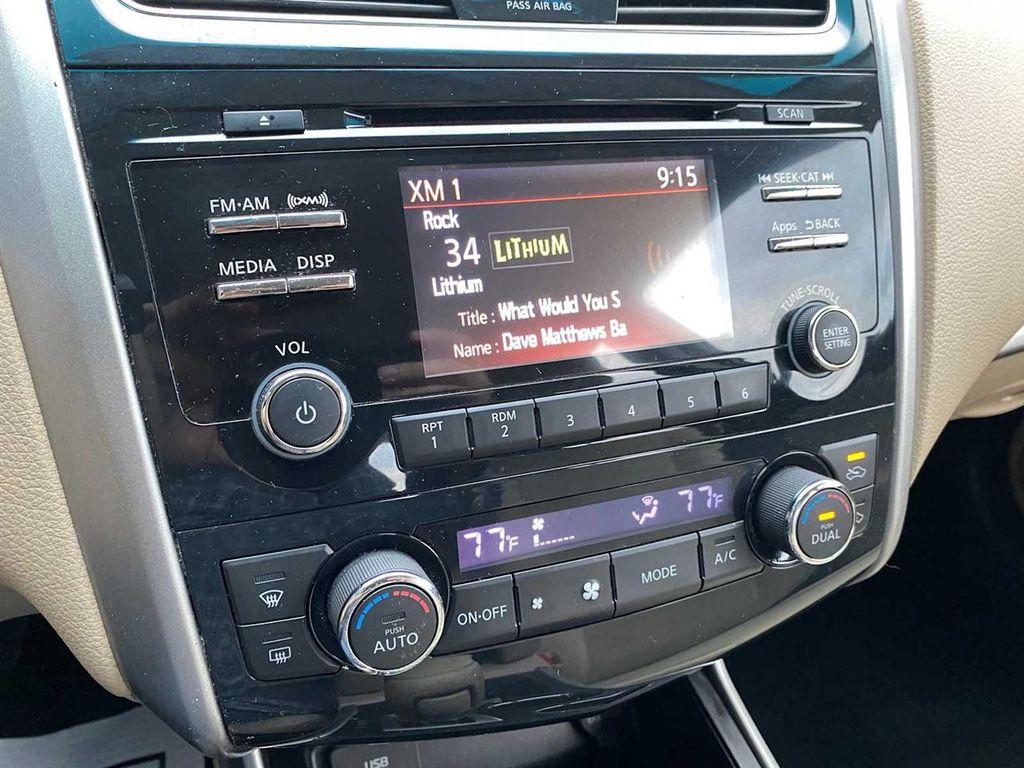 PASS AIR BAG
SCAN
FM·AM ((XM))
MEDIA DISP
VOL
XM 1 9:15
Rock
34 LiTHiUM
Lithium
Title : What Would You S
Name : Dave Matthews Ba
SEEK·CAT
Apps BACK
TUNE·SCROLL
ENTER
SETTING
RPT
1
RDM
2
3
4
5
6
77°F
77°F
PUSH
AUTO
ON·OFF
MODE
A/C
PUSH
DUAL
USB